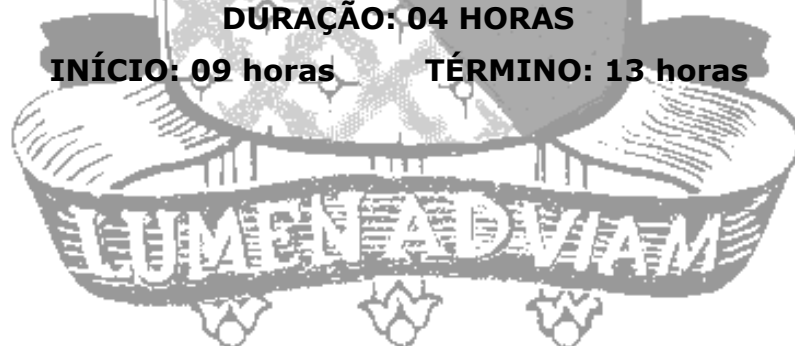 DURAÇÃO: 04 HORAS
INÍCIO: 09 horas TÉRMINO: 13 horas
LUMEN AD VIAM